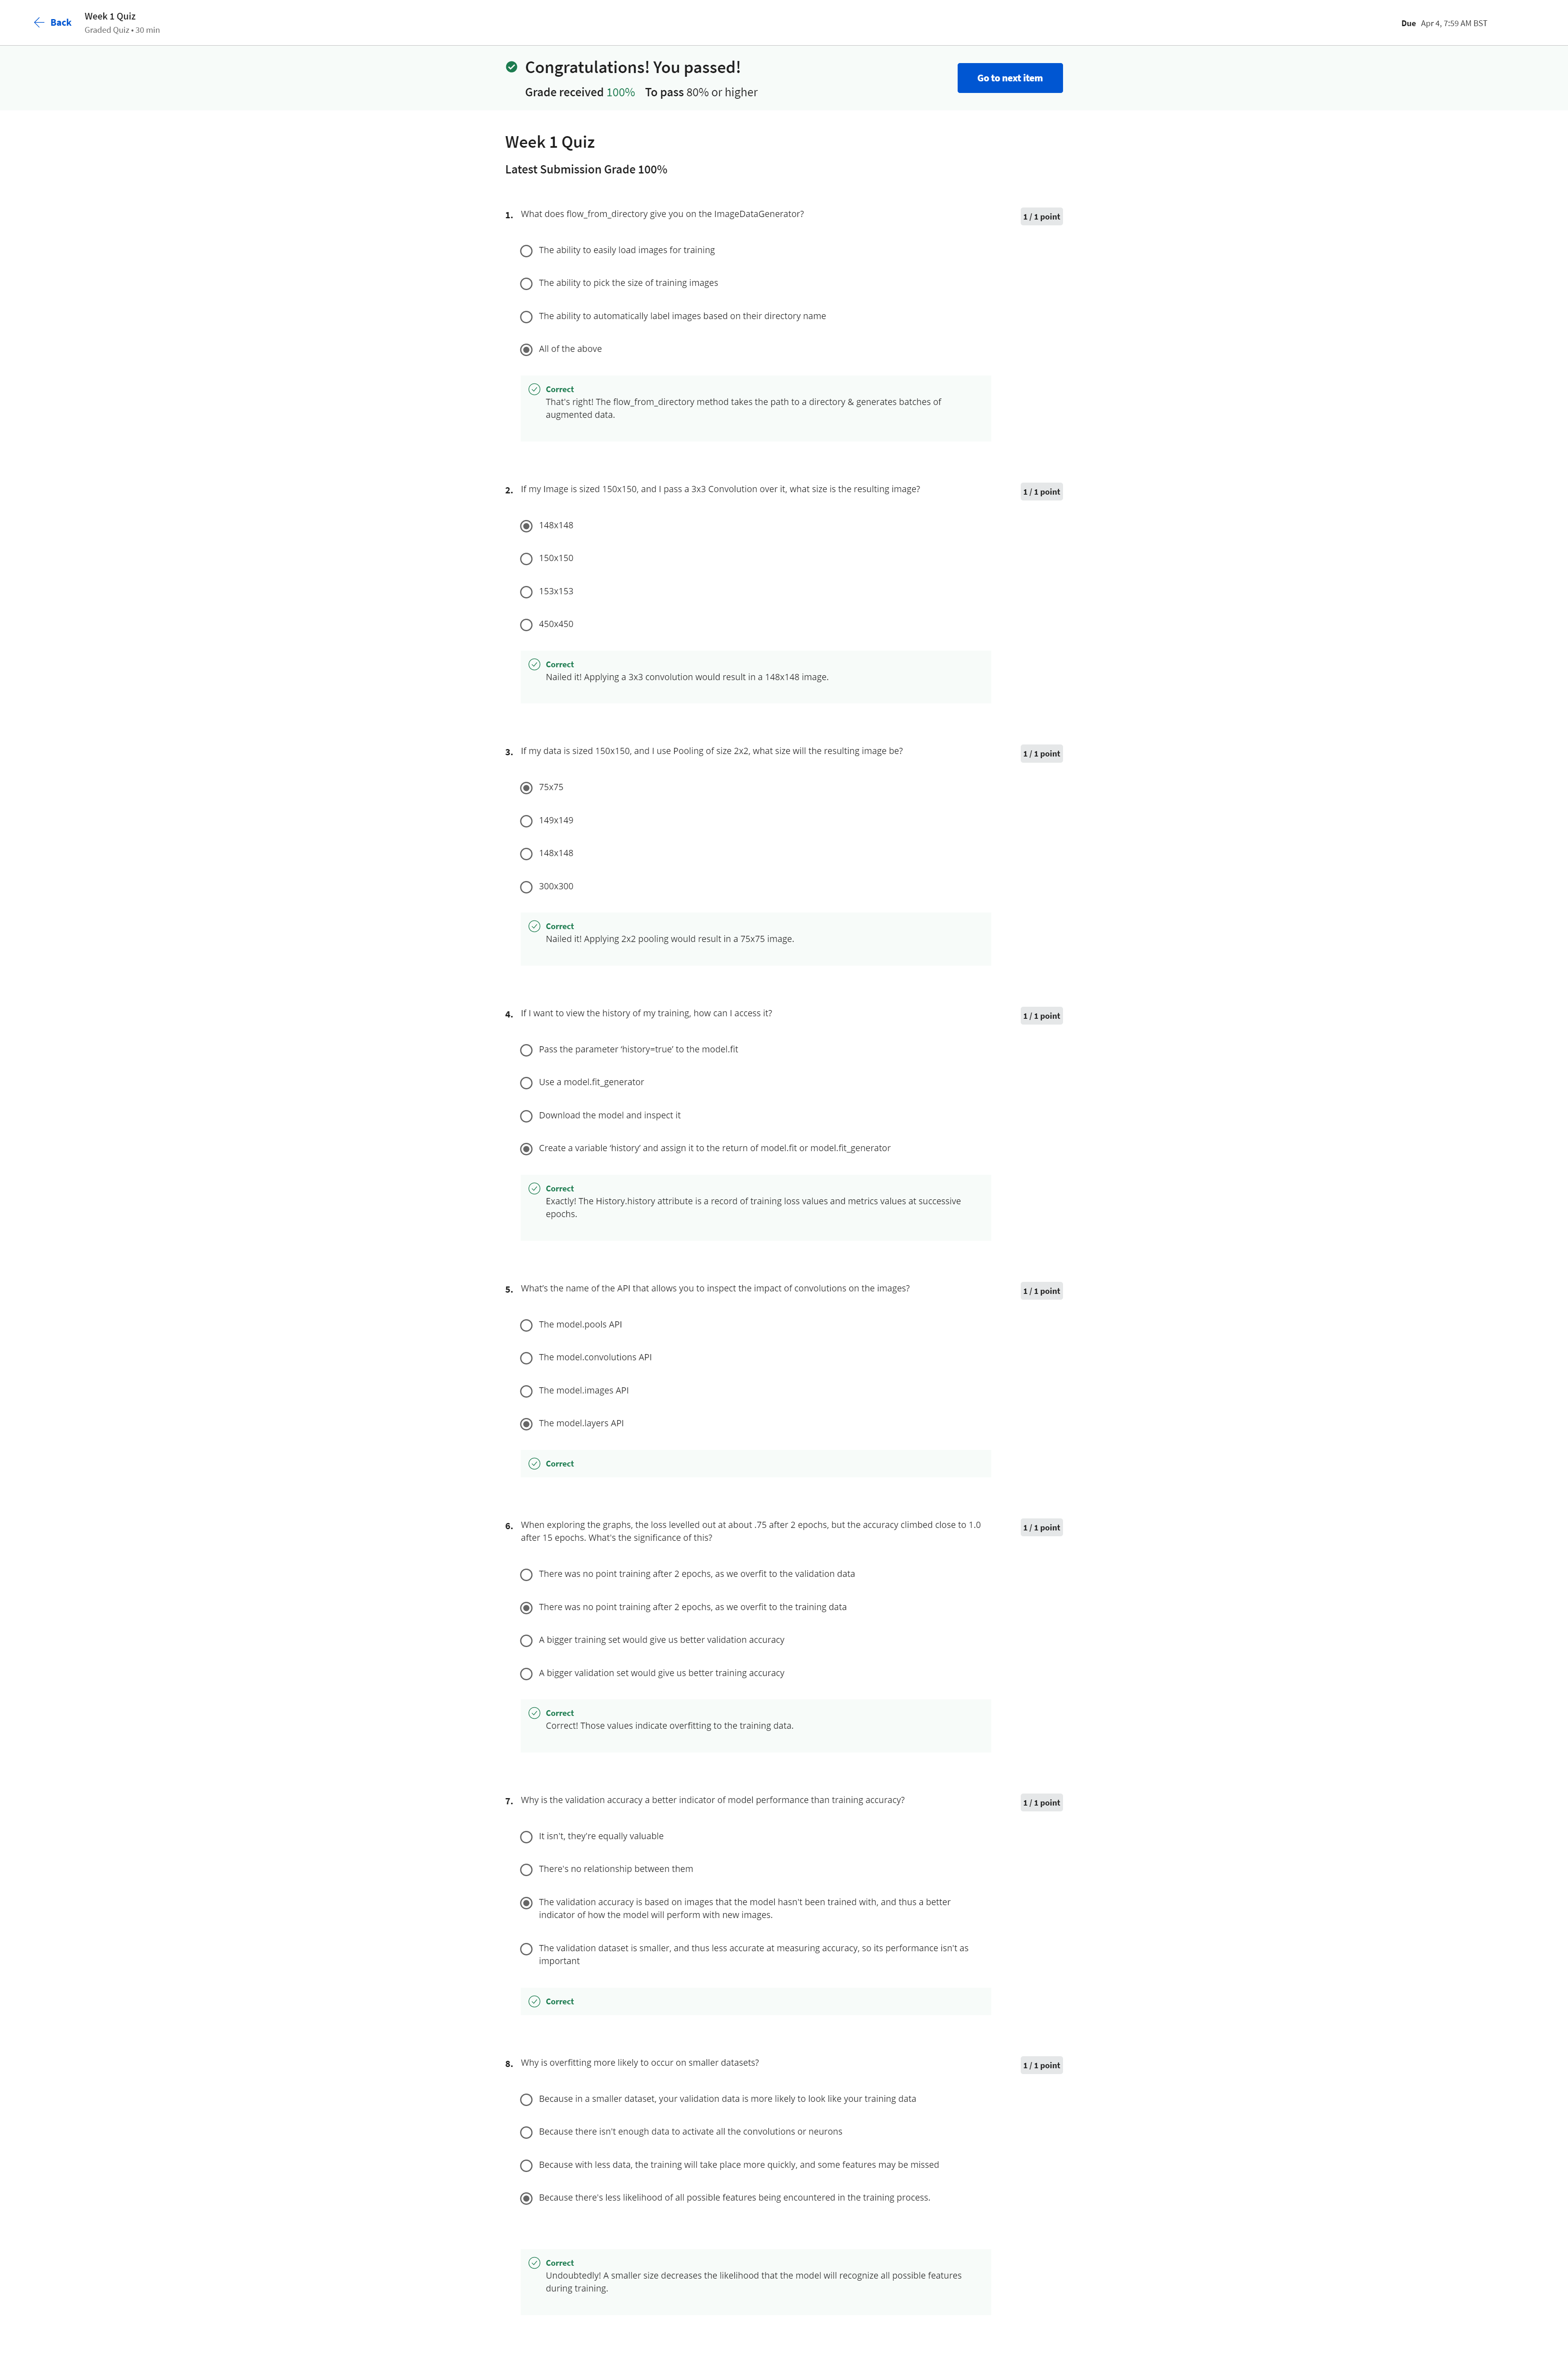 Back
Week 1 Quiz
Graded Quiz • 30 min
Due Apr 4, 7:59 AM BST
Congratulations! You passed!
Grade received 100% To pass 80% or higher
Go to next item
Week 1 Quiz
Latest Submission Grade 100%
1. What does flow_from_directory give you on the ImageDataGenerator?
1 / 1 point
The ability to easily load images for training
The ability to pick the size of training images
The ability to automatically label images based on their directory name
All of the above
Correct
That's right! The flow_from_directory method takes the path to a directory & generates batches of
augmented data.
2. If my Image is sized 150x150, and I pass a 3x3 Convolution over it, what size is the resulting image?
1 / 1 point
148x148
150x150
153x153
450x450
Correct
Nailed it! Applying a 3x3 convolution would result in a 148x148 image.
3. If my data is sized 150x150, and I use Pooling of size 2x2, what size will the resulting image be?
1 / 1 point
75x75
149x149
148x148
300x300
Correct
Nailed it! Applying 2x2 pooling would result in a 75x75 image.
4. If I want to view the history of my training, how can I access it?
1 / 1 point
Pass the parameter ‘history=true’ to the model.fit
Use a model.fit_generator
Download the model and inspect it
Create a variable ‘history’ and assign it to the return of model.fit or model.fit_generator
Correct
Exactly! The History.history attribute is a record of training loss values and metrics values at successive
epochs.
5. What’s the name of the API that allows you to inspect the impact of convolutions on the images?
1 / 1 point
The model.pools API
The model.convolutions API
The model.images API
The model.layers API
Correct
6. When exploring the graphs, the loss levelled out at about .75 after 2 epochs, but the accuracy climbed close to 1.0
after 15 epochs. What's the significance of this?
1 / 1 point
There was no point training after 2 epochs, as we overfit to the validation data
There was no point training after 2 epochs, as we overfit to the training data
A bigger training set would give us better validation accuracy
A bigger validation set would give us better training accuracy
Correct
Correct! Those values indicate overfitting to the training data.
7. Why is the validation accuracy a better indicator of model performance than training accuracy?
1 / 1 point
It isn't, they're equally valuable
There's no relationship between them
The validation accuracy is based on images that the model hasn't been trained with, and thus a better
indicator of how the model will perform with new images.
The validation dataset is smaller, and thus less accurate at measuring accuracy, so its performance isn't as
important
Correct
8. Why is overfitting more likely to occur on smaller datasets?
1 / 1 point
Because in a smaller dataset, your validation data is more likely to look like your training data
Because there isn't enough data to activate all the convolutions or neurons
Because with less data, the training will take place more quickly, and some features may be missed
Because there's less likelihood of all possible features being encountered in the training process.
Correct
Undoubtedly! A smaller size decreases the likelihood that the model will recognize all possible features
during training.